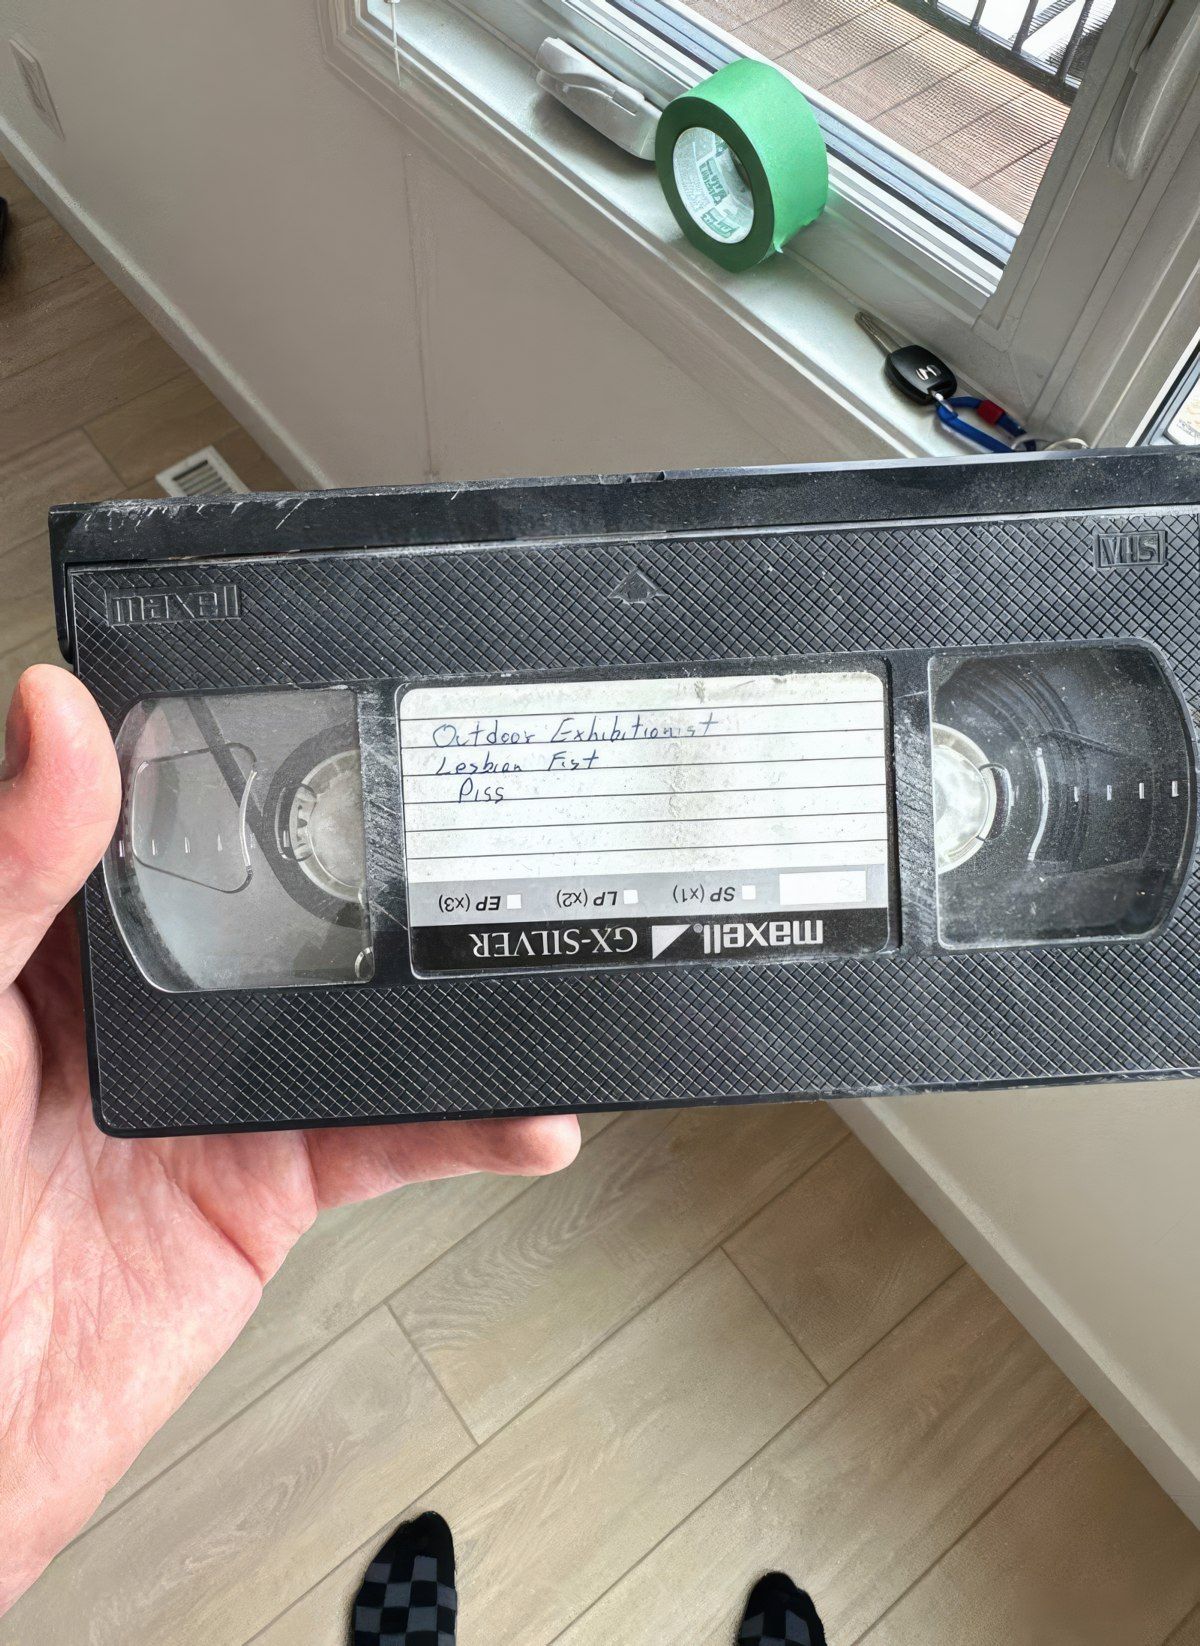 maxell
VHS
Outdoor Exhibitionist
Lesbian Fist
Piss
SP (x1) LP (x2) EP (x3)
maxell GX-SILVER